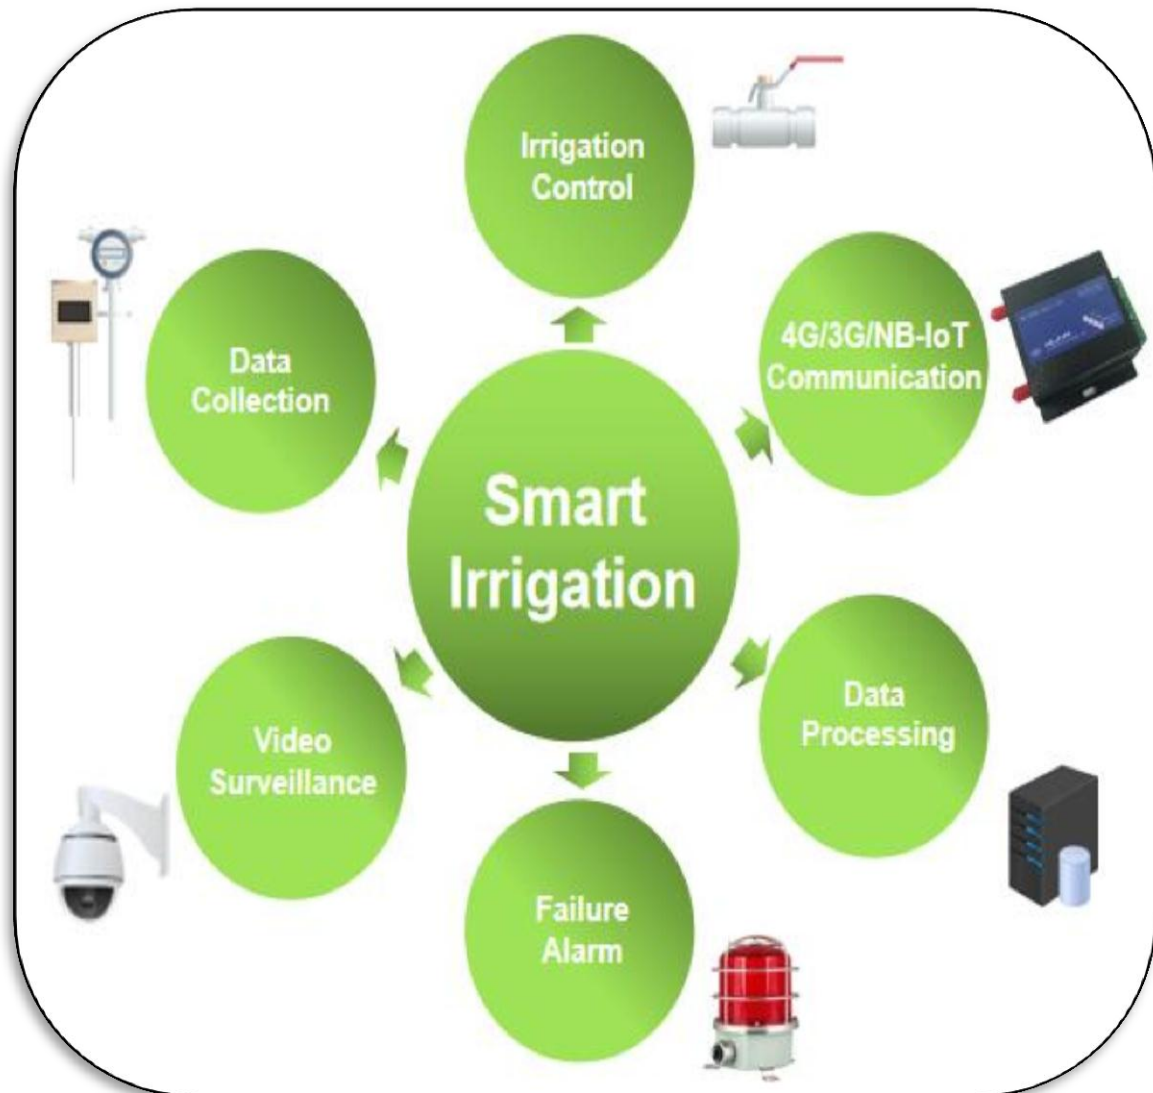 Irrigation
Control
4G/3G/NB-IoT
Communication
Data
Collection
Smart
Irrigation
Data
Processing
Video
Surveillance
Failure
Alarm